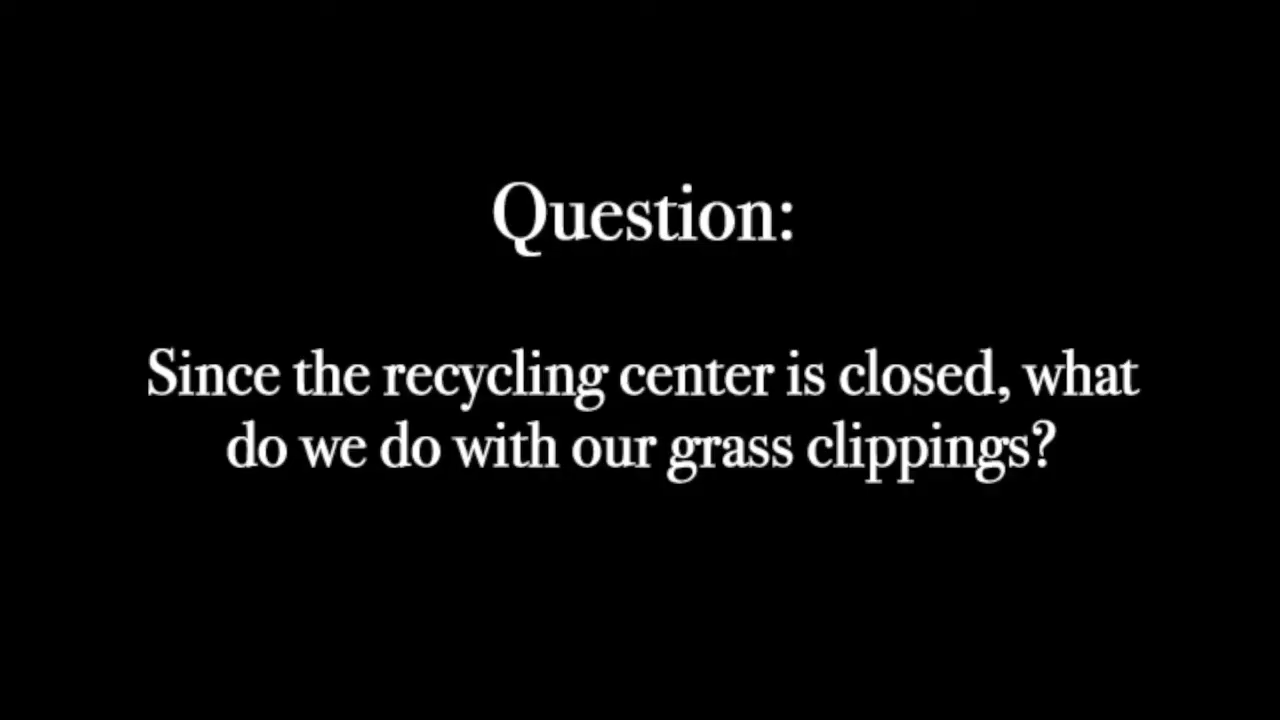 Question:
Since the recycling center is closed, what
do we do with our grass clippings?